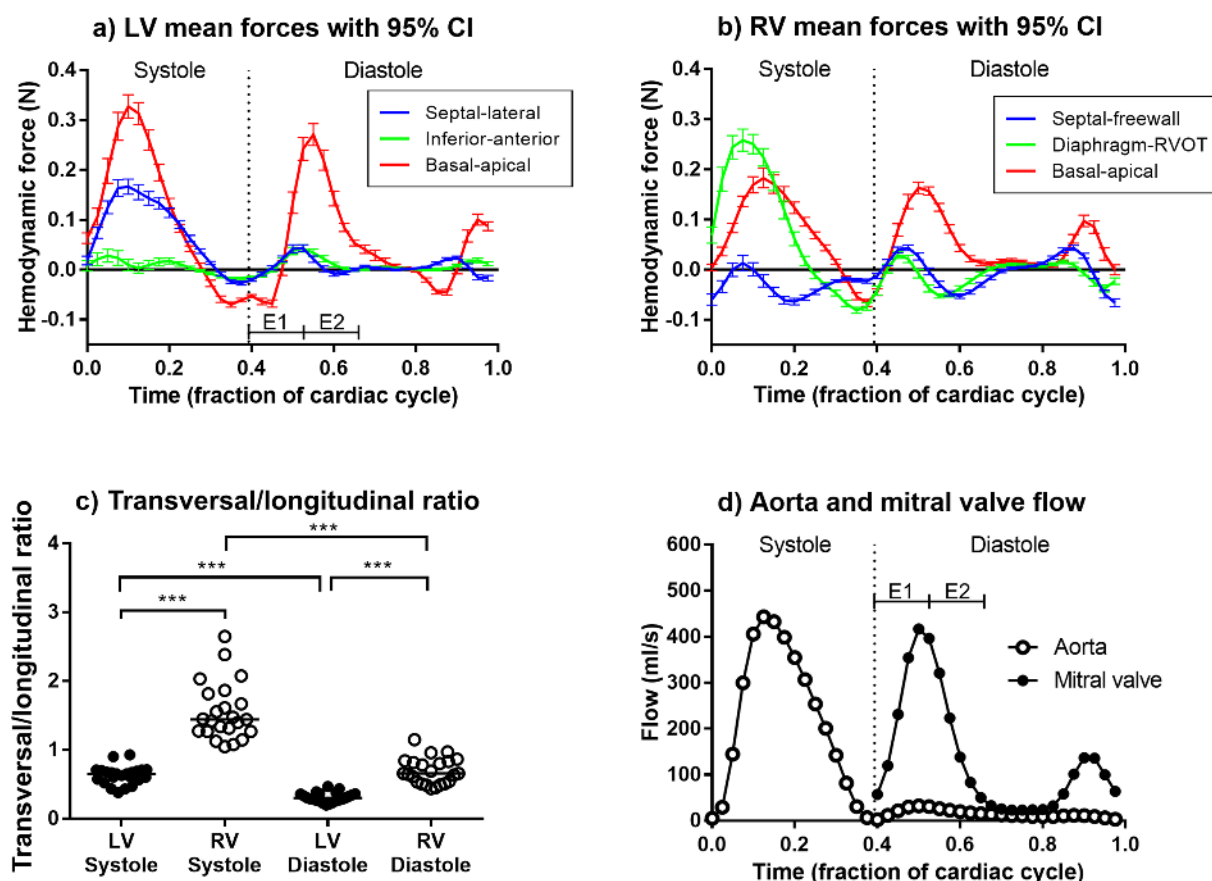 a) LV mean forces with 95% CI
Systole Diastole
Hemodynamic force (N)
0.4
0.3
0.2
0.1
0.0
-0.1
Septal-lateral
Inferior-anterior
Basal-apical
E1 E2
0.0 0.2 0.4 0.6 0.8 1.0
Time (fraction of cardiac cycle)
b) RV mean forces with 95% CI
Systole Diastole
Hemodynamic force (N)
0.4
0.3
0.2
0.1
0.0
-0.1
Septal-freewall
Diaphragm-RVOT
Basal-apical
0.0 0.2 0.4 0.6 0.8 1.0
Time (fraction of cardiac cycle)
c) Transversal/longitudinal ratio
Transversal/longitudinal ratio
4
3
2
1
0
***
***
***
***
LV Systole
RV Systole
LV Diastole
RV Diastole
d) Aorta and mitral valve flow
Systole Diastole
Flow (ml/s)
600
500
400
300
200
100
0
E1 E2
Aorta
Mitral valve
0.0 0.2 0.4 0.6 0.8 1.0
Time (fraction of cardiac cycle)